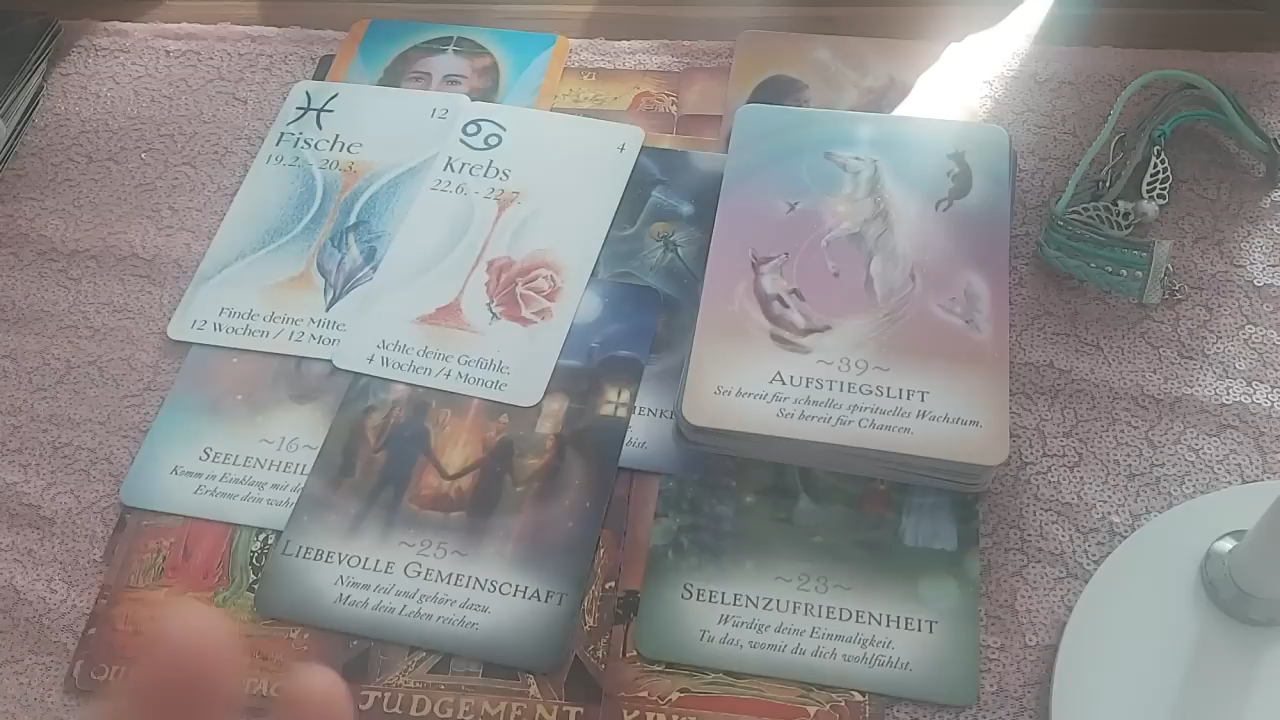 12
Fische
19.2. - 20.3.
Finde deine Mitte.
12 Wochen / 12 Mon
4
Krebs
22.6. - 22.7.
Achte deine Gefühle.
4 Wochen /4 Monate
~39~
AUFSTIEGSLIFT
Sei bereit für schnelles spirituelles Wachstum.
Sei bereit für Chancen.
bist.
~16~
SEELENHEIL
Komm in Einklang mit de
Erkenne dein wahr
~25~
LIEBEVOLLE GEMEINSCHAFT
Nimm teil und gehöre dazu.
Mach dein Leben reicher.
~23~
SEELENZUFRIEDENHEIT
Würdige deine Einmaligkeit.
Tu das, womit du dich wohlfühlst.
JUDGEMENT